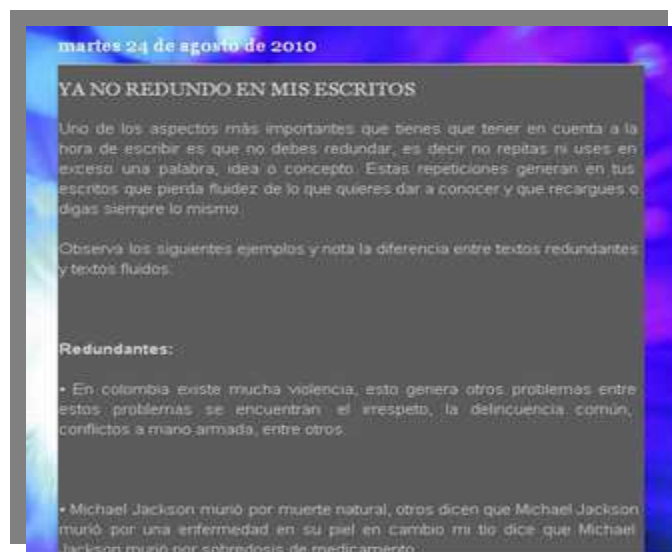 martes 24 de agosto de 2010
YA NO REDUNDO EN MIS ESCRITOS
Uno de los aspectos más importantes que tienes que tener en cuenta a la
hora de escribir es que no debes redundar, es decir no repitas ni uses en
exceso una palabra, idea o concepto. Estas repeticiones generan en tus
escritos que pierda fluidez de lo que quieres dar a conocer y que recargues o
digas siempre lo mismo.
Observa los siguientes ejemplos y nota la diferencia entre textos redundantes
y textos fluidos:
Redundantes:
• En colombia existe mucha violencia, esto genera otros problemas entre
estos problemas se encuentran el irrespeto, la delincuencia común,
conflictos a mano armada, entre otros.
• Michael Jackson murió por muerte natural, otros dicen que Michael Jackson
murió por una enfermedad en su piel en cambio mi tío dice que Michael
Jackson murió por sobredosis de medicamento